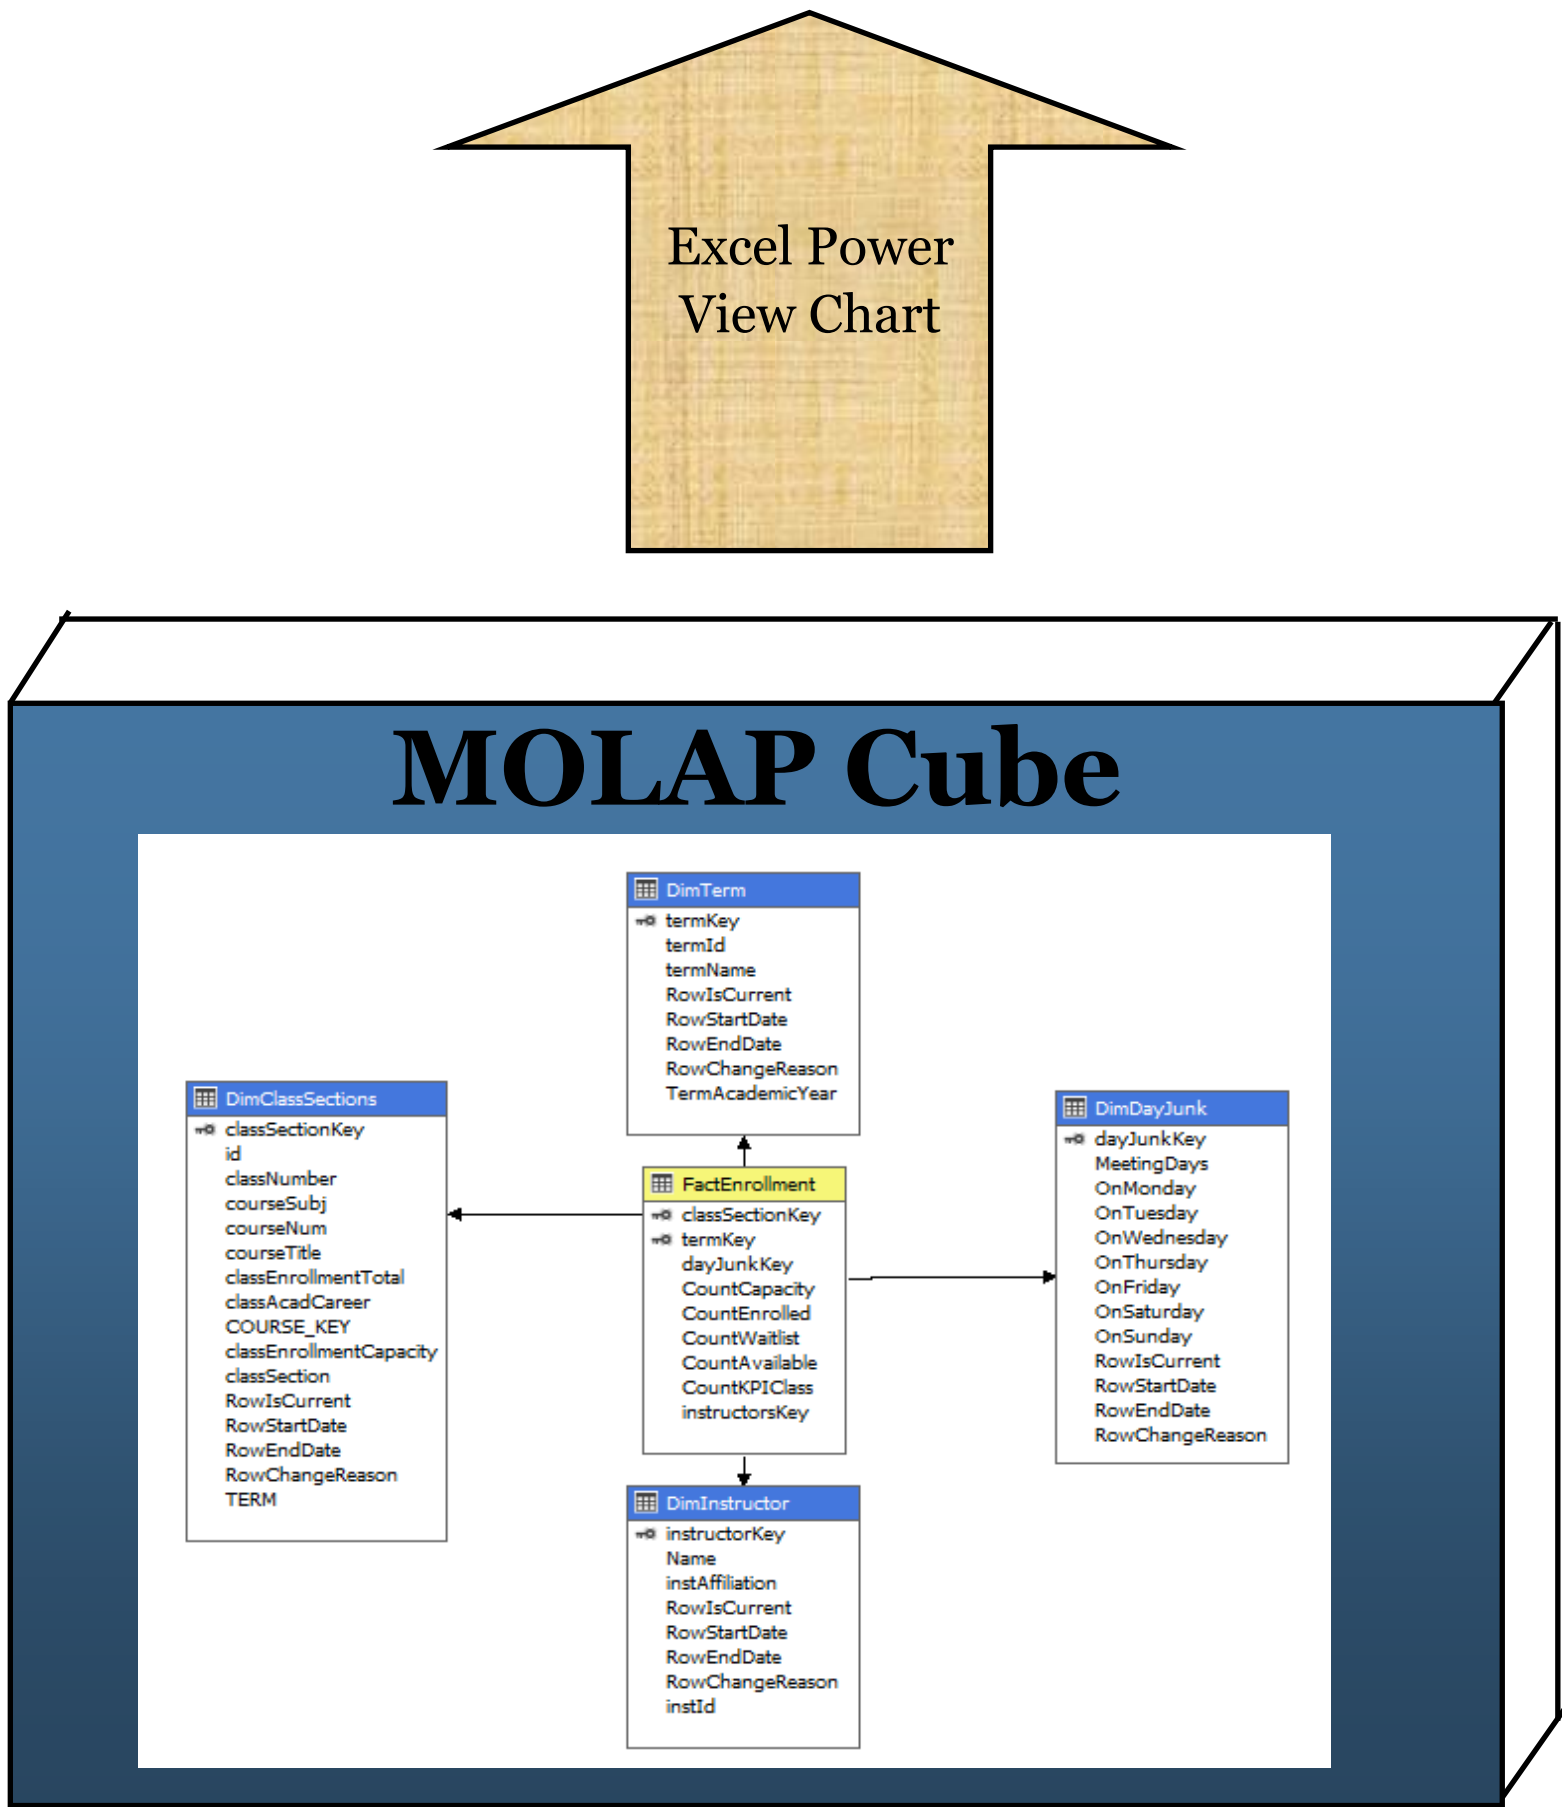 Excel Power
View Chart
MOLAP Cube
DimTerm
termKey
termId
termName
RowIsCurrent
RowStartDate
RowEndDate
RowChangeReason
TermAcademicYear
DimClassSections
classSectionKey
id
classNumber
courseSubj
courseNum
courseTitle
classEnrollmentTotal
classAcadCareer
COURSE_KEY
classEnrollmentCapacity
classSection
RowIsCurrent
RowStartDate
RowEndDate
RowChangeReason
TERM
FactEnrollment
classSectionKey
termKey
dayJunkKey
CountCapacity
CountEnrolled
CountWaitlist
CountAvailable
CountKPIClass
instructorsKey
DimDayJunk
dayJunkKey
MeetingDays
OnMonday
OnTuesday
OnWednesday
OnThursday
OnFriday
OnSaturday
OnSunday
RowIsCurrent
RowStartDate
RowEndDate
RowChangeReason
DimInstructor
instructorKey
Name
instAffiliation
RowIsCurrent
RowStartDate
RowEndDate
RowChangeReason
instId